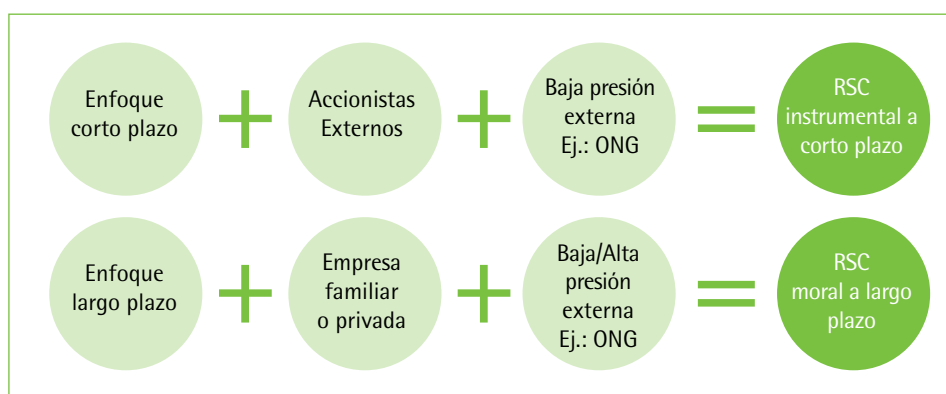 Enfoque
corto plazo
Accionistas
Externos
Baja presión
externa
Ej.: ONG
RSC
instrumental a
corto plazo
Enfoque
largo plazo
Empresa
familiar
o privada
Baja/Alta
presión
externa
Ej.: ONG
RSC
moral a largo
plazo